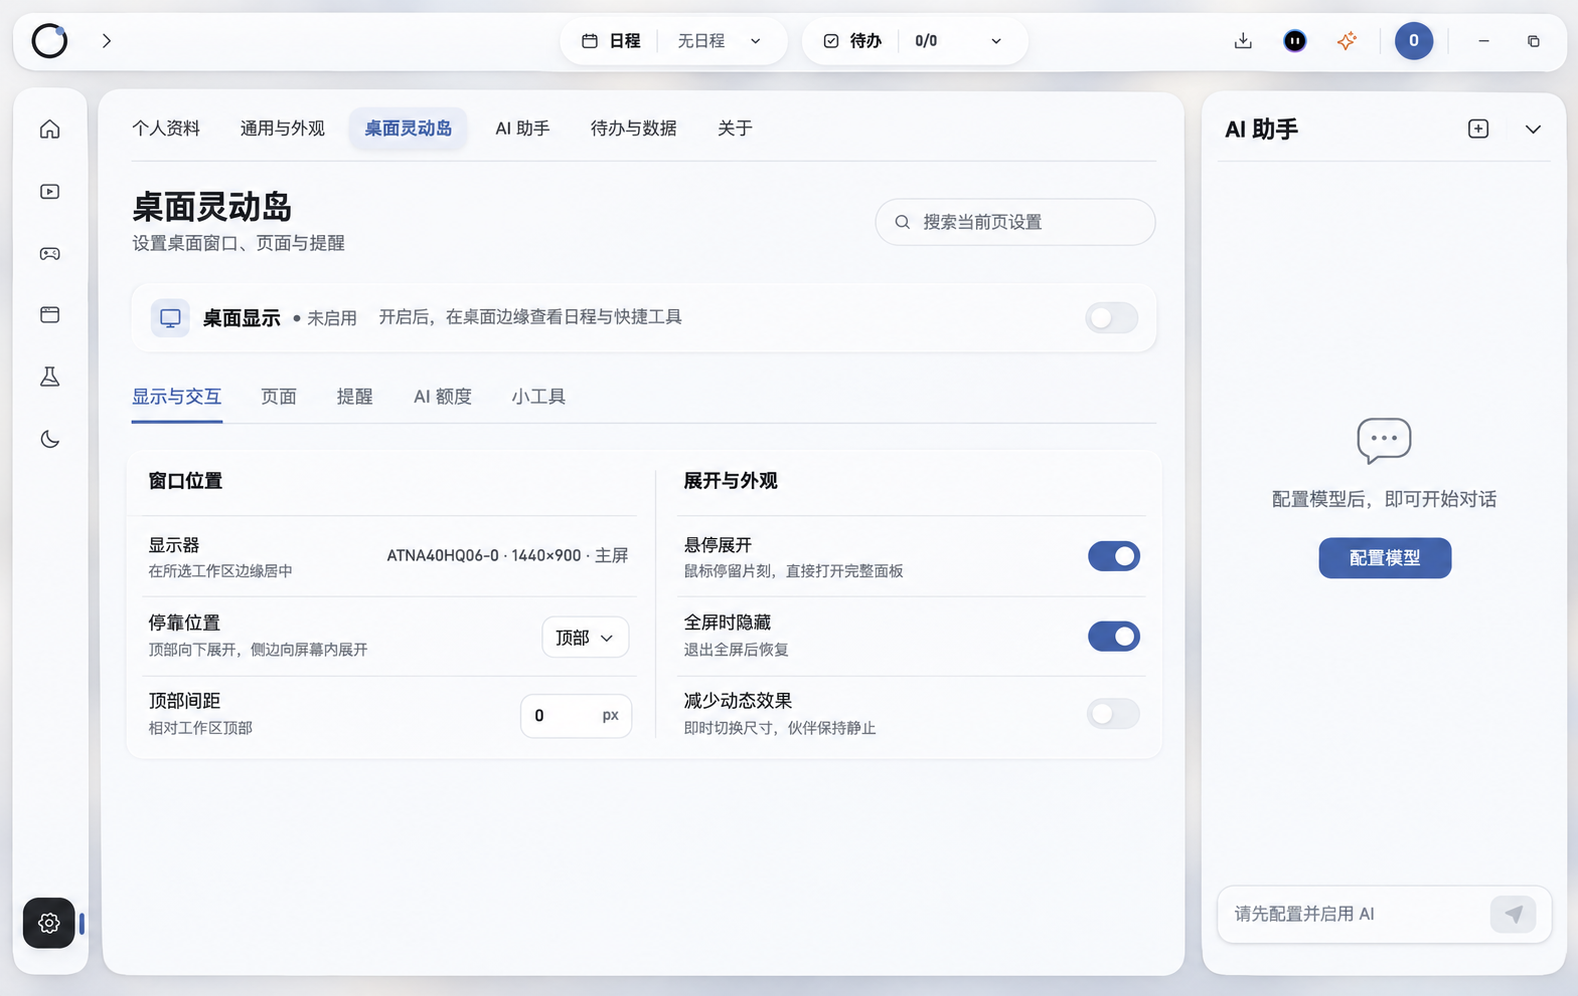 日程 无日程
待办 0/0
0
个人资料 通用与外观 桌面灵动岛 AI 助手 待办与数据 关于
桌面灵动岛
设置桌面窗口、页面与提醒
搜索当前页设置
桌面显示 • 未启用 开启后，在桌面边缘查看日程与快捷工具
显示与交互 页面 提醒 AI 额度 小工具
窗口位置
显示器
在所选工作区边缘居中
ATNA40HQ06-0 · 1440×900 · 主屏
停靠位置
顶部向下展开，侧边向屏幕内展开
顶部
顶部间距
相对工作区顶部
0 px
展开与外观
悬停展开
鼠标停留片刻，直接打开完整面板
全屏时隐藏
退出全屏后恢复
减少动态效果
即时切换尺寸，伙伴保持静止
AI 助手
配置模型后，即可开始对话
配置模型
请先配置并启用 AI